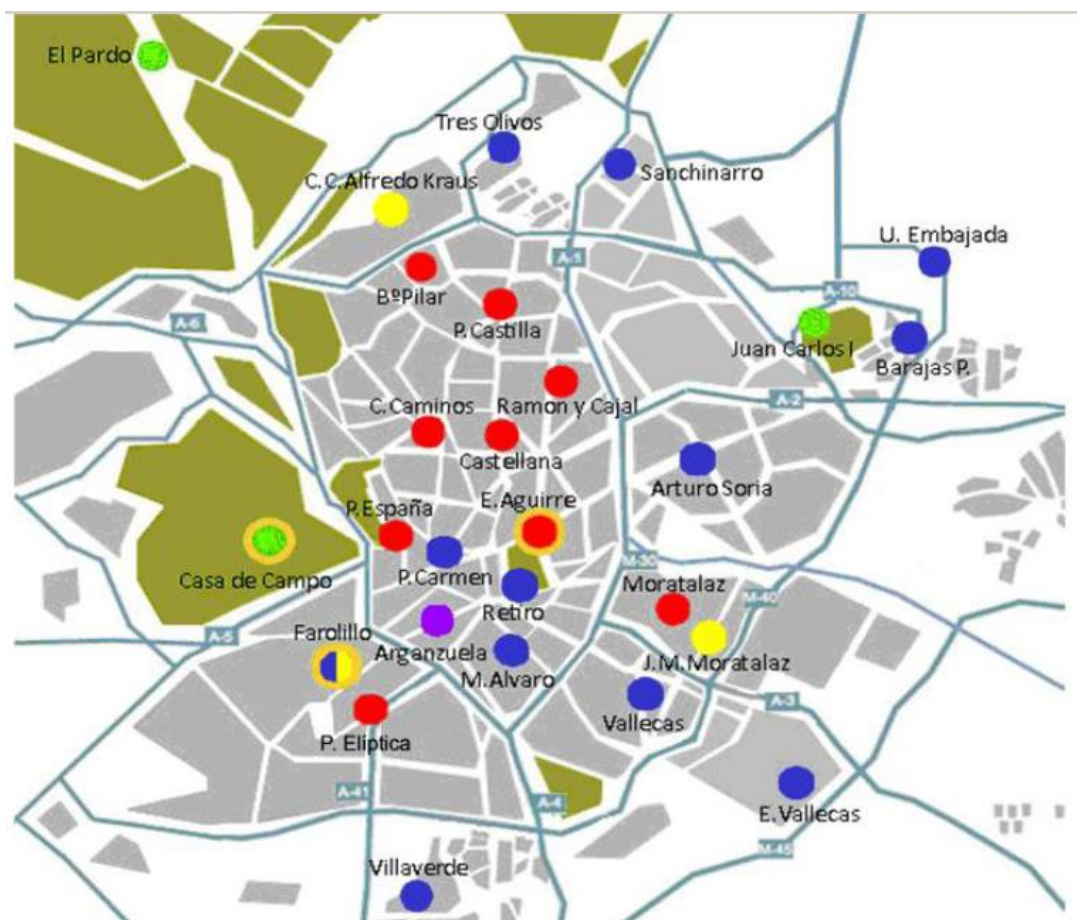 El Pardo
Tres Olivos
Sanchinarro
C.C.Alfredo Kraus
U. Embajada
A-1
BºPilar
A-10
P.Castilla
A-6
Juan Carlos I
Barajas P.
C.Caminos
Ramon y Cajal
A-2
Castellana
Arturo Soria
P.España
E.Aguirre
M-30
Casa de Campo
P.Carmen
Moratalaz
M-40
Retiro
A-5
Farolillo
Arganzuela
M.Alvaro
J.M.Moratalaz
A-3
Vallecas
P. Eliptica
A-41
A-4
E.Vallecas
M-45
Villaverde